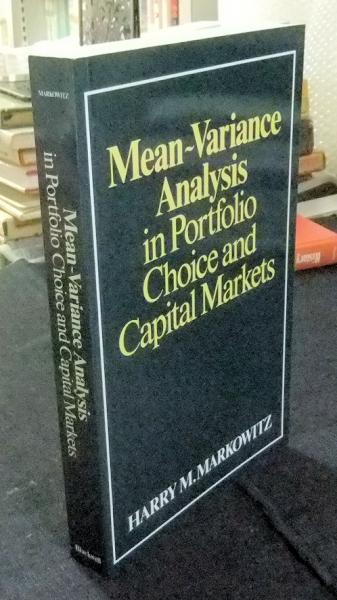 MARKOWITZ
Mean-Variance Analysis
in Portfolio Choice and Capital Markets
Blackwell
Mean~Variance
Analysis
in Portfolio
Choice and
Capital Markets
HARRY M. MARKOWITZ
History